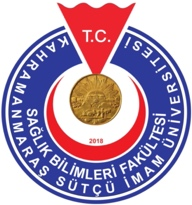 T.C.
KAHRAMANMARAŞ SÜTÇÜ İMAM ÜNİVERSİTESİ
SAĞLIK BİLİMLERİ FAKÜLTESİ
2018